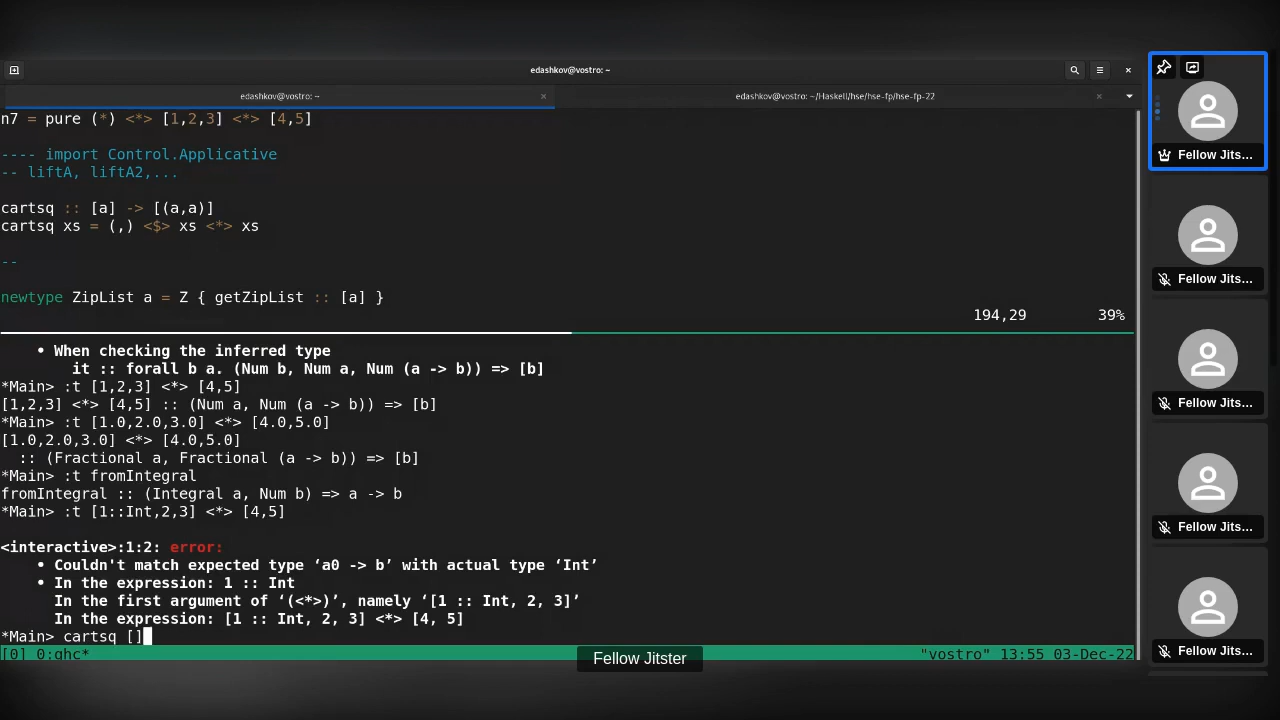 edashkov@vostro: ~
edashkov@vostro: ~
edashkov@vostro: ~/Haskell/hse/hse-fp/hse-fp-22
n7 = pure (*) <*> [1,2,3] <*> [4,5]
---- import Control.Applicative
-- liftA, liftA2,...
cartsq :: [a] -> [(a,a)]
cartsq xs = (,) <$> xs <*> xs
--
newtype ZipList a = Z { getZipList :: [a] }
194,29 39%
• When checking the inferred type
it :: forall b a. (Num b, Num a, Num (a -> b)) => [b]
*Main> :t [1,2,3] <*> [4,5]
[1,2,3] <*> [4,5] :: (Num a, Num (a -> b)) => [b]
*Main> :t [1.0,2.0,3.0] <*> [4.0,5.0]
[1.0,2.0,3.0] <*> [4.0,5.0]
:: (Fractional a, Fractional (a -> b)) => [b]
*Main> :t fromIntegral
fromIntegral :: (Integral a, Num b) => a -> b
*Main> :t [1::Int,2,3] <*> [4,5]
<interactive>:1:2: error:
• Couldn't match expected type ‘a0 -> b’ with actual type ‘Int’
• In the expression: 1 :: Int
In the first argument of ‘(<*>)’, namely ‘[1 :: Int, 2, 3]’
In the expression: [1 :: Int, 2, 3] <*> [4, 5]
*Main> cartsq []
[0] 0:ghc* "vostro" 13:55 03-Dec-22
Fellow Jitster
Fellow Jits...
Fellow Jits...
Fellow Jits...
Fellow Jits...
Fellow Jits...